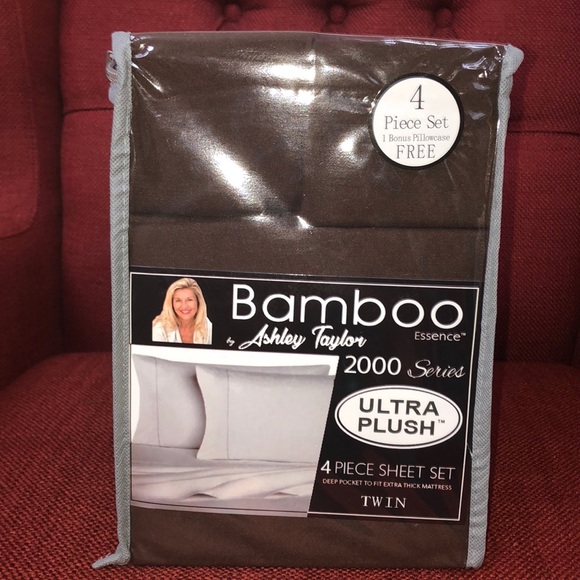 4
Piece Set
1 Bonus Pillowcase
FREE
Bamboo
Essence™
by Ashley Taylor
2000 Series
ULTRA
PLUSH™
4 PIECE SHEET SET
DEEP POCKET TO FIT EXTRA THICK MATTRESS
TWIN